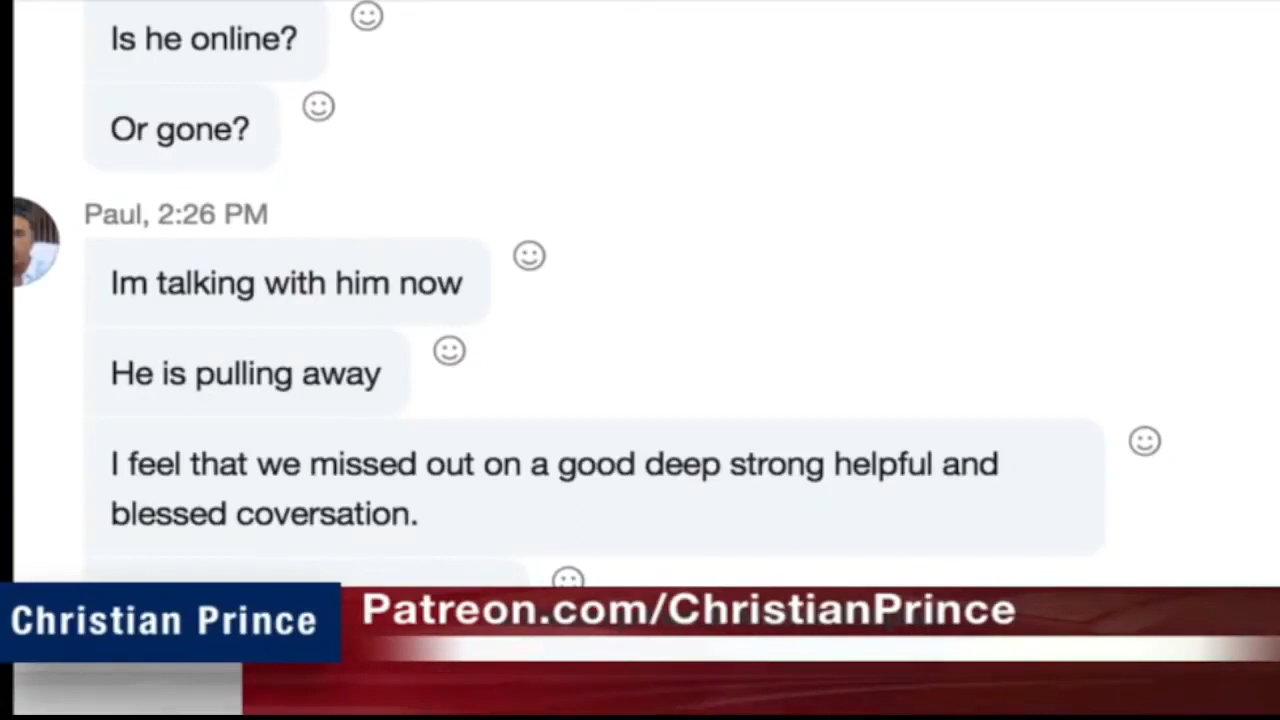 Is he online?
Or gone?
Paul, 2:26 PM
Im talking with him now
He is pulling away
I feel that we missed out on a good deep strong helpful and
blessed coversation.
Christian Prince
Patreon.com/ChristianPrince